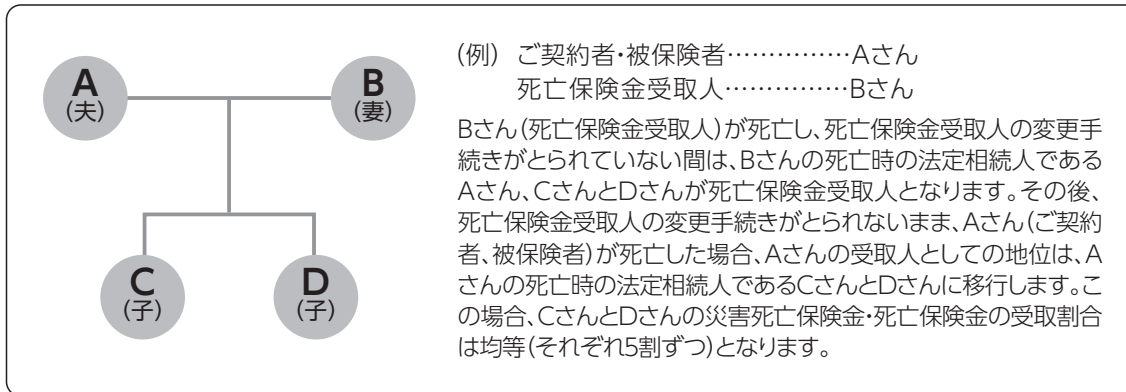 A
(夫)
B
(妻)
C
(子)
D
(子)
(例) ご契約者・被保険者……………Aさん
死亡保険金受取人……………Bさん
Bさん(死亡保険金受取人)が死亡し、死亡保険金受取人の変更手
続きがとられていない間は、Bさんの死亡時の法定相続人である
Aさん、CさんとDさんが死亡保険金受取人となります。その後、
死亡保険金受取人の変更手続きがとられないまま、Aさん(ご契約
者、被保険者)が死亡した場合、Aさんの受取人としての地位は、A
さんの死亡時の法定相続人であるCさんとDさんに移行します。こ
の場合、CさんとDさんの災害死亡保険金・死亡保険金の受取割合
は均等(それぞれ5割ずつ)となります。